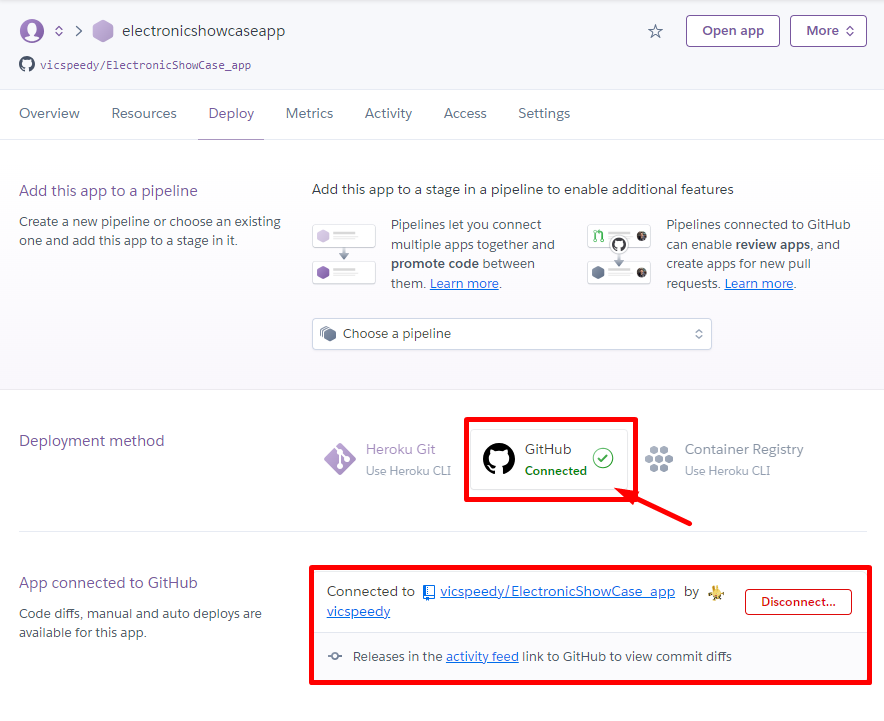 electronicshowcaseapp
Open app
More
vicspeedy/ElectronicShowCase_app
Overview
Resources
Deploy
Metrics
Activity
Access
Settings
Add this app to a pipeline
Create a new pipeline or choose an existing
one and add this app to a stage in it.
Add this app to a stage in a pipeline to enable additional features
Pipelines let you connect
multiple apps together and
promote code between
them. Learn more.
Pipelines connected to GitHub
can enable review apps, and
create apps for new pull
requests. Learn more.
Choose a pipeline
Deployment method
Heroku Git
Use Heroku CLI
GitHub
Connected
Container Registry
Use Heroku CLI
App connected to GitHub
Code diffs, manual and auto deploys are
available for this app.
Connected to vicspeedy/ElectronicShowCase_app by
vicspeedy
Disconnect...
Releases in the activity feed link to GitHub to view commit diffs